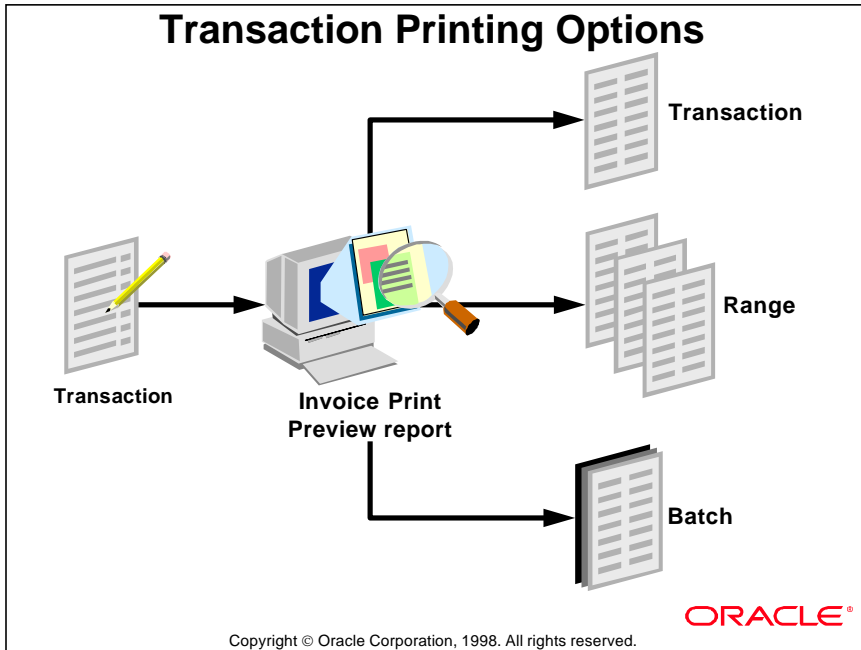 Transaction Printing Options
Transaction
Range
Transaction
Invoice Print
Preview report
Batch
ORACLE®
Copyright © Oracle Corporation, 1998. All rights reserved.